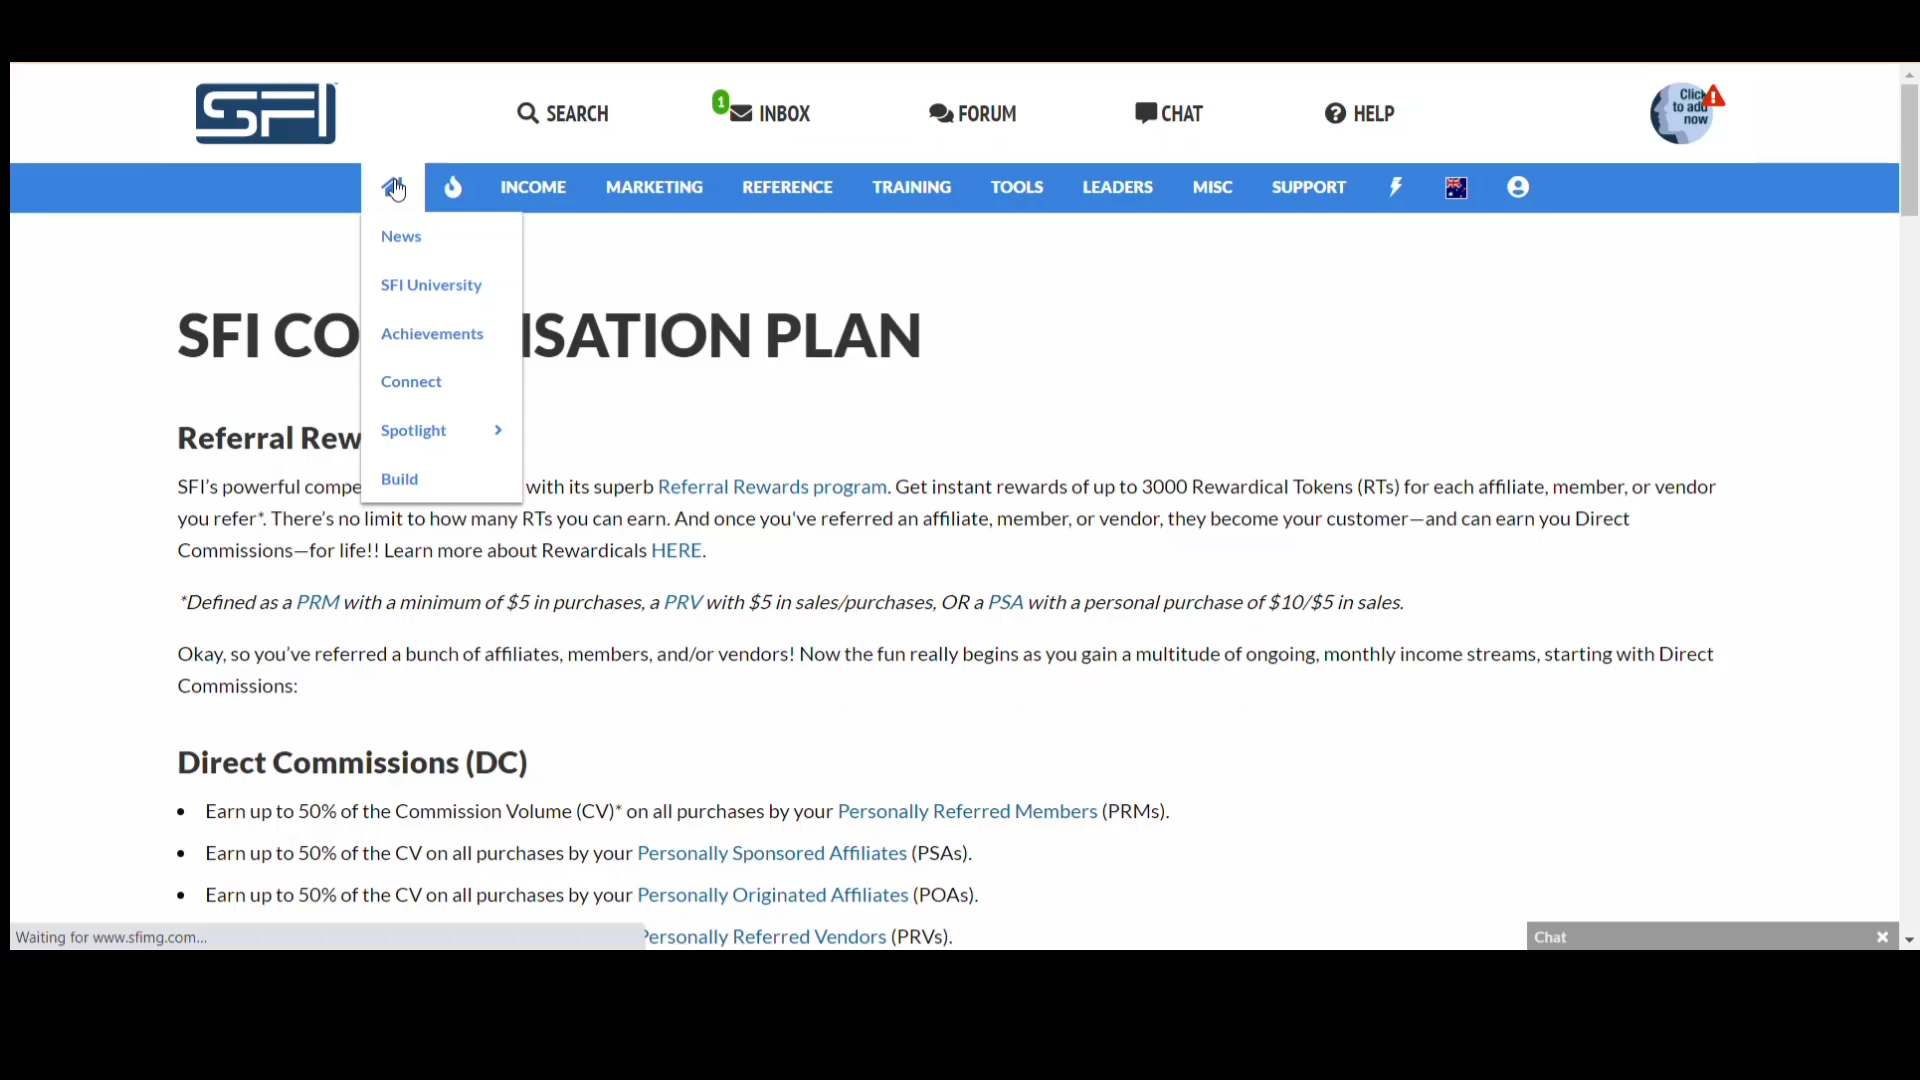 SFI
SEARCH
1
INBOX
FORUM
CHAT
HELP
Click
to add
now
INCOME
MARKETING
REFERENCE
TRAINING
TOOLS
LEADERS
MISC
SUPPORT
News
SFI University
Achievements
Connect
Spotlight
Build
SFI CO ISATION PLAN
Referral Rew
SFI’s powerful compe with its superb Referral Rewards program. Get instant rewards of up to 3000 Rewardical Tokens (RTs) for each affiliate, member, or vendor
you refer*. There’s no limit to how many RTs you can earn. And once you've referred an affiliate, member, or vendor, they become your customer—and can earn you Direct
Commissions—for life!! Learn more about Rewardicals HERE.
*Defined as a PRM with a minimum of $5 in purchases, a PRV with $5 in sales/purchases, OR a PSA with a personal purchase of $10/$5 in sales.
Okay, so you’ve referred a bunch of affiliates, members, and/or vendors! Now the fun really begins as you gain a multitude of ongoing, monthly income streams, starting with Direct
Commissions:
Direct Commissions (DC)
• Earn up to 50% of the Commission Volume (CV)* on all purchases by your Personally Referred Members (PRMs).
• Earn up to 50% of the CV on all purchases by your Personally Sponsored Affiliates (PSAs).
• Earn up to 50% of the CV on all purchases by your Personally Originated Affiliates (POAs).
Personally Referred Vendors (PRVs).
Waiting for www.sfimg.com...
Chat